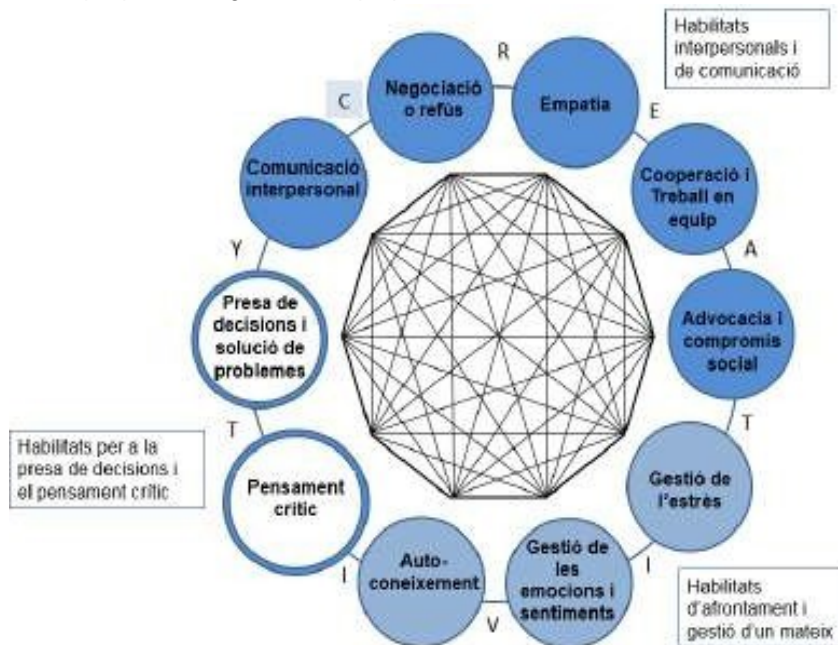 Habilitats
interpersonals i
de comunicació
R
Negociació
o refús
Empatia
C
E
Comunicació
interpersonal
Cooperació i
Treball en
equip
Y
A
Presa de
decisions i
solució de
problemes
Advocacia i
compromís
social
T
T
Habilitats per a la
presa de decisions i
el pensament crític
Pensament
crític
Gestió de
l'estrès
Auto-
coneixement
Gestió de
les
emocions i
sentiments
I
I
V
Habilitats
d'afrontament i
gestió d'un mateix